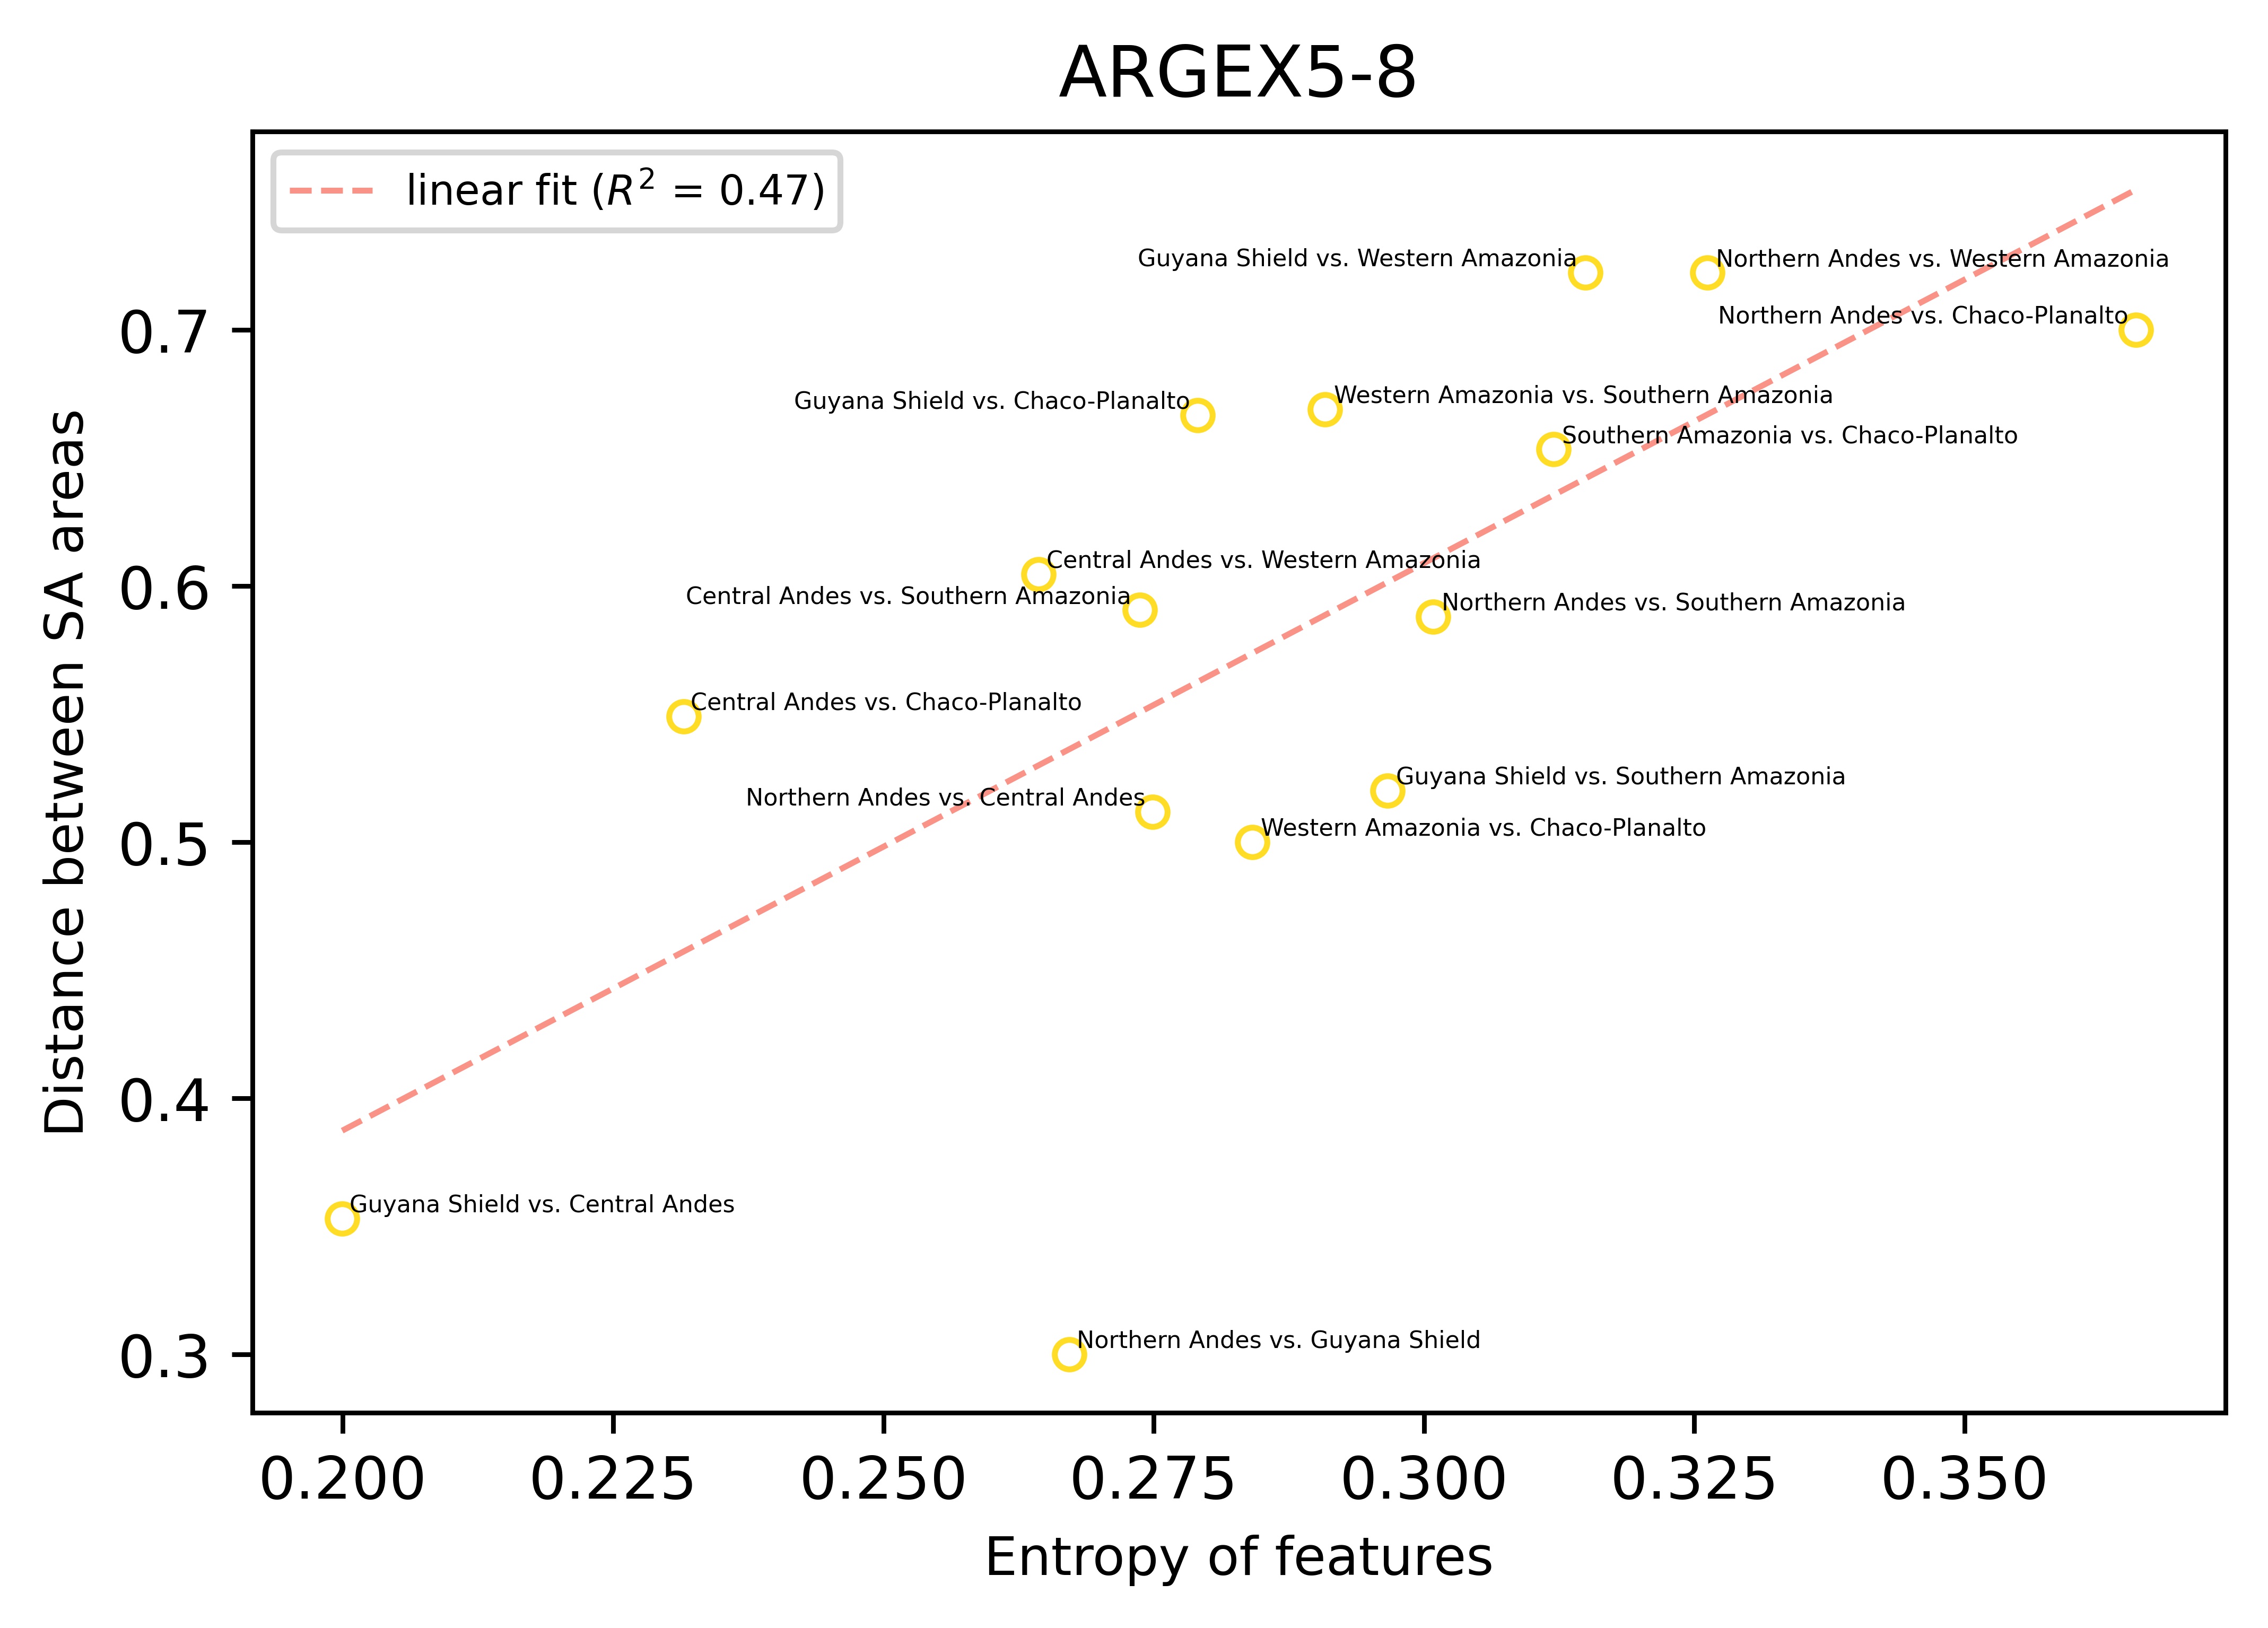 ARGEX5-8
linear fit (R² = 0.47)
Guyana Shield vs. Western Amazonia
Northern Andes vs. Western Amazonia
Northern Andes vs. Chaco-Planalto
Guyana Shield vs. Chaco-Planalto
Western Amazonia vs. Southern Amazonia
Southern Amazonia vs. Chaco-Planalto
Central Andes vs. Western Amazonia
Central Andes vs. Southern Amazonia
Northern Andes vs. Southern Amazonia
Central Andes vs. Chaco-Planalto
Guyana Shield vs. Southern Amazonia
Northern Andes vs. Central Andes
Western Amazonia vs. Chaco-Planalto
Guyana Shield vs. Central Andes
Northern Andes vs. Guyana Shield
Distance between SA areas
0.7
0.6
0.5
0.4
0.3
0.200 0.225 0.250 0.275 0.300 0.325 0.350
Entropy of features